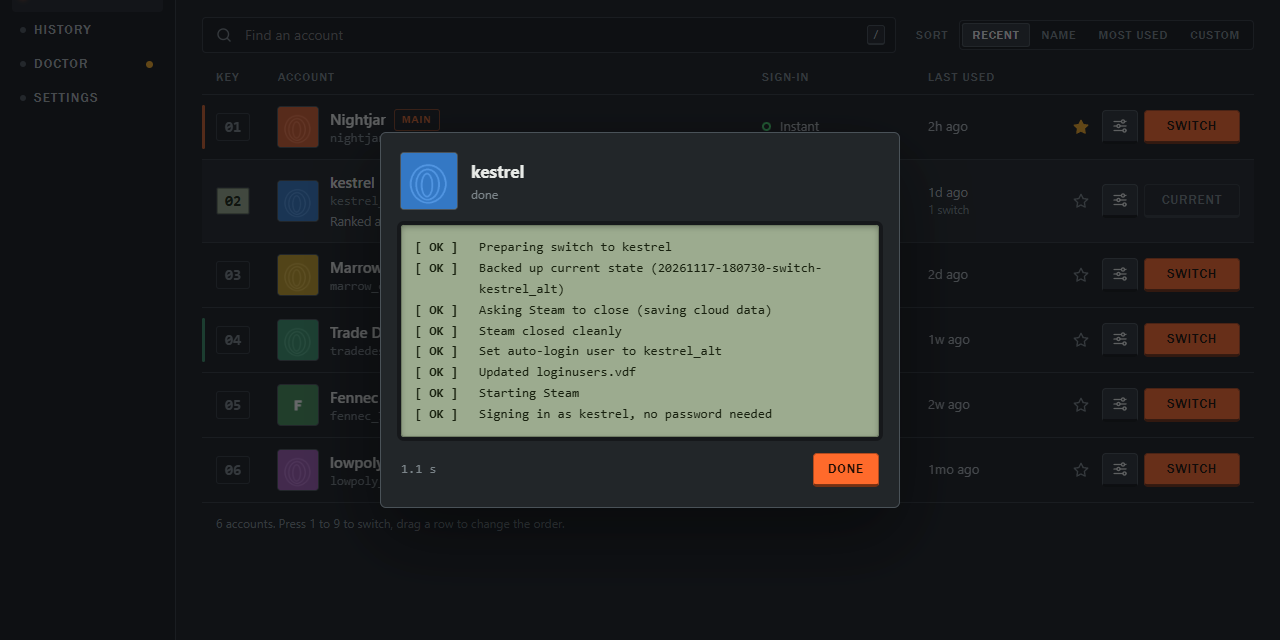 HISTORY
DOCTOR
SETTINGS
Find an account
/
SORT
RECENT
NAME
MOST USED
CUSTOM
KEY
ACCOUNT
SIGN-IN
LAST USED
01
Nightjar
MAIN
Instant
2h ago
SWITCH
02
kestrel
1d ago
1 switch
CURRENT
03
2d ago
SWITCH
04
1w ago
SWITCH
05
F
Fennec
2w ago
SWITCH
06
1mo ago
SWITCH
6 accounts. Press 1 to 9 to switch, drag a row to change the order.
kestrel
done
[ OK ] Preparing switch to kestrel
[ OK ] Backed up current state (20261117-180730-switch-
kestrel_alt)
[ OK ] Asking Steam to close (saving cloud data)
[ OK ] Steam closed cleanly
[ OK ] Set auto-login user to kestrel_alt
[ OK ] Updated loginusers.vdf
[ OK ] Starting Steam
[ OK ] Signing in as kestrel, no password needed
1.1 s
DONE